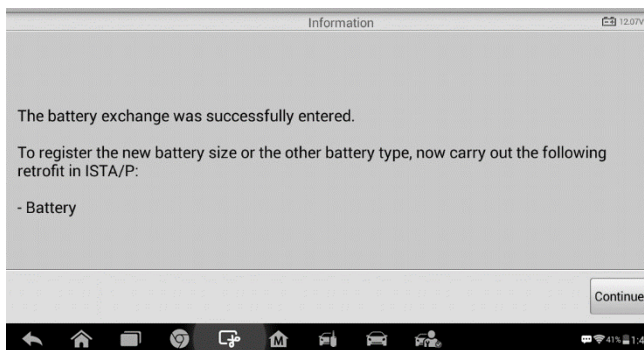 Information
12.07V
The battery exchange was successfully entered.
To register the new battery size or the other battery type, now carry out the following
retrofit in ISTA/P:
- Battery
Continue
M
41%